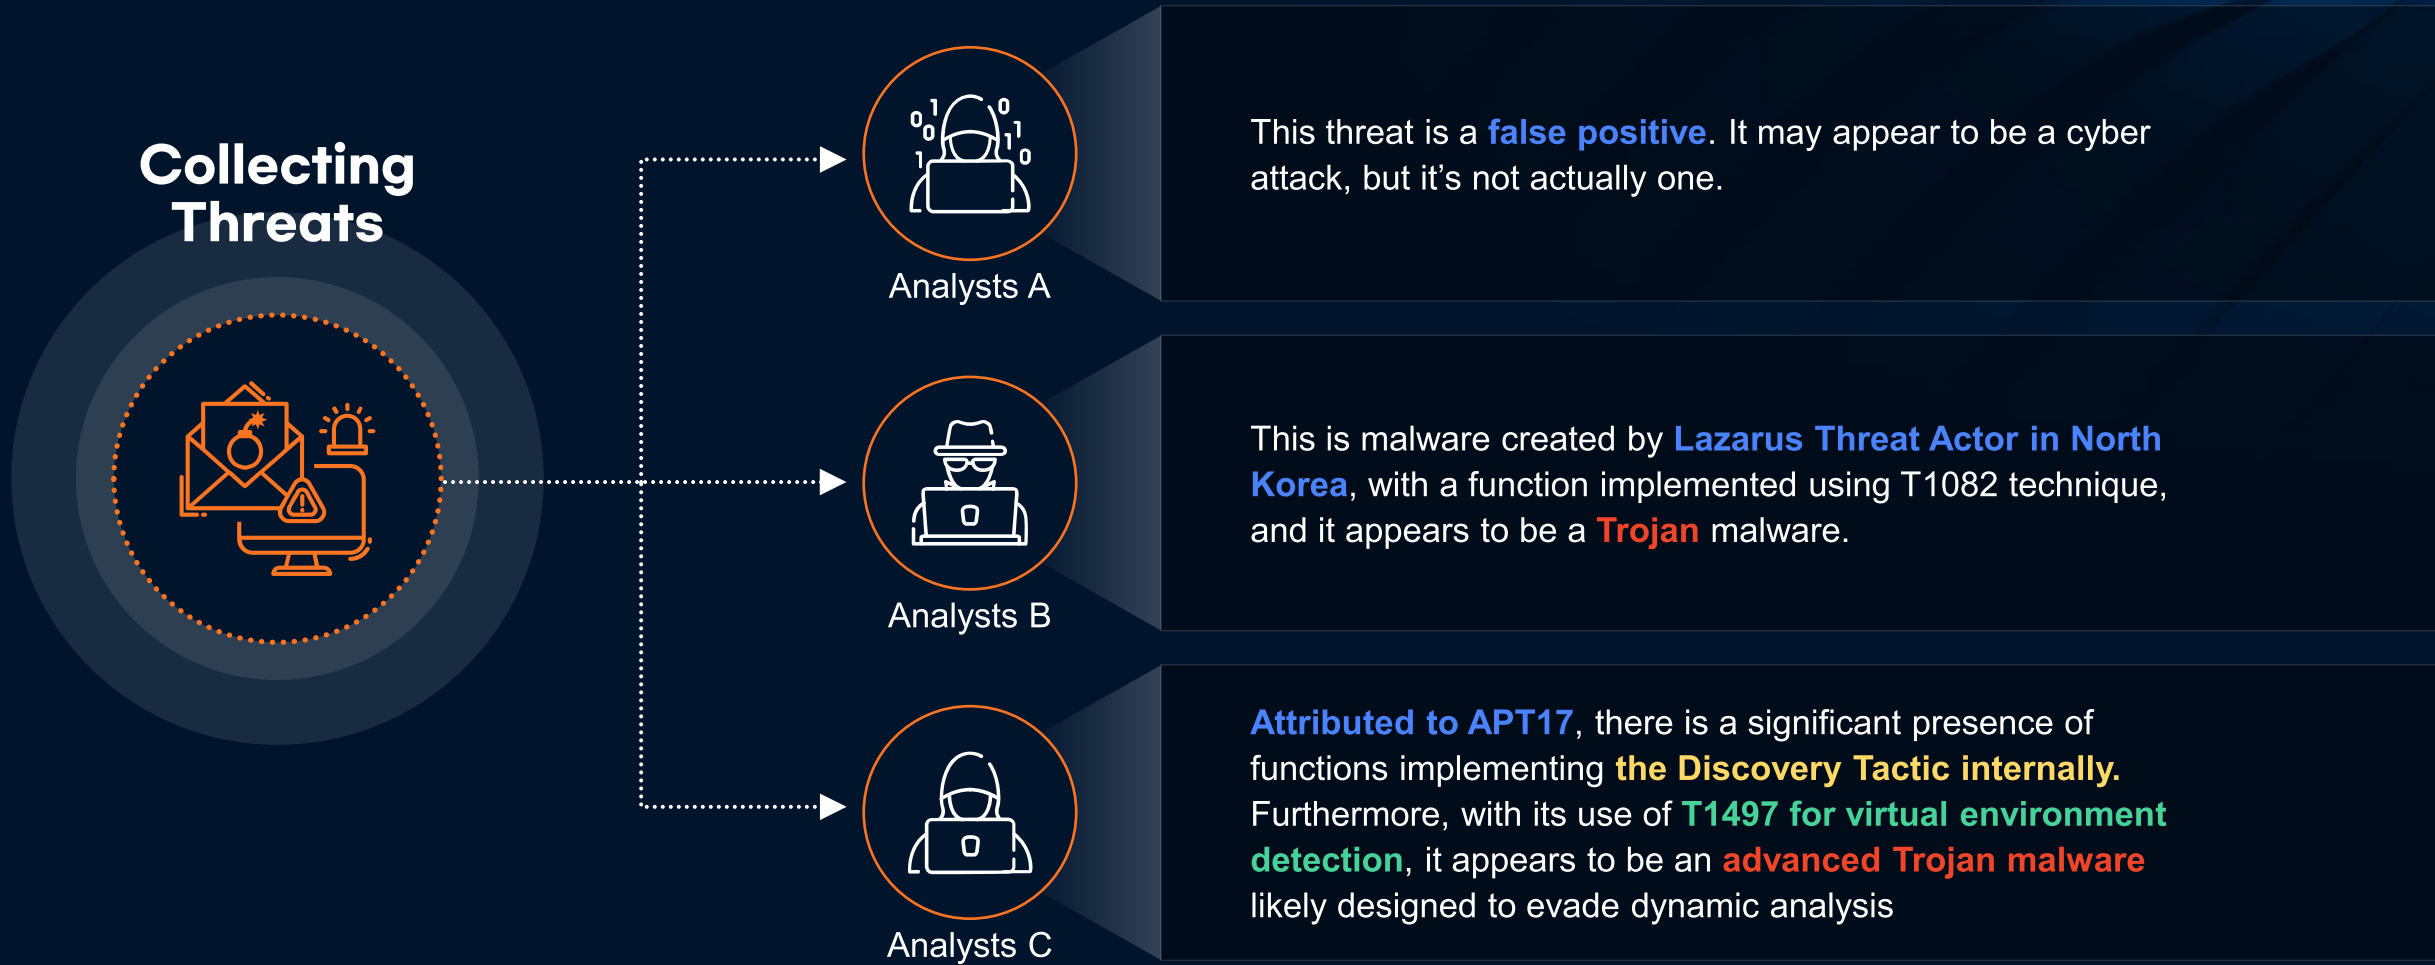 Collecting
Threats
Analysts A
This threat is a false positive. It may appear to be a cyber
attack, but it’s not actually one.
Analysts B
This is malware created by Lazarus Threat Actor in North
Korea, with a function implemented using T1082 technique,
and it appears to be a Trojan malware.
Analysts C
Attributed to APT17, there is a significant presence of
functions implementing the Discovery Tactic internally.
Furthermore, with its use of T1497 for virtual environment
detection, it appears to be an advanced Trojan malware
likely designed to evade dynamic analysis